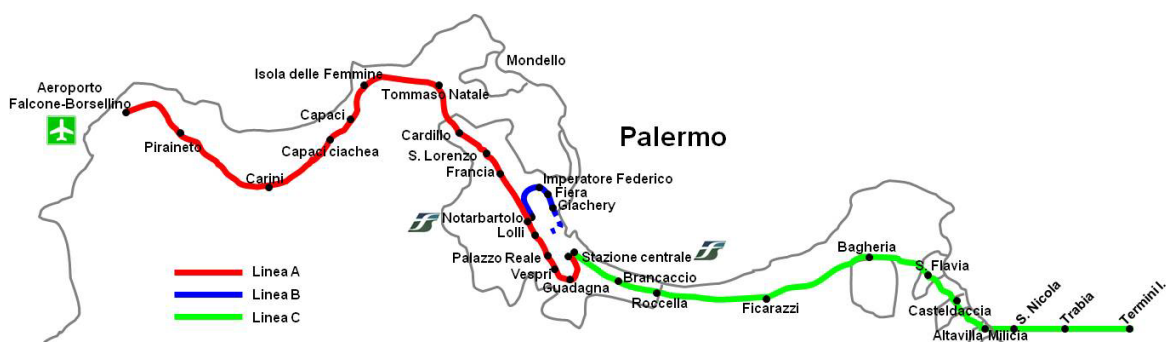 Aeroporto
Falcone-Borsellino
Piraineto
Carini
Capaci ciachea
Capaci
Isola delle Femmine
Tommaso Natale
Mondello
Cardillo
S. Lorenzo
Francia
Palermo
Imperatore Federico
Fiera
Giachery
Notarbartolo
Lolli
Palazzo Reale
Vespri
Guadagna
Stazione centrale
Brancaccio
Roccella
Ficarazzi
Bagheria
S. Flavia
Casteldaccia
Altavilla Milicia
S. Nicola
Trabia
Termini I.
Linea A
Linea B
Linea C